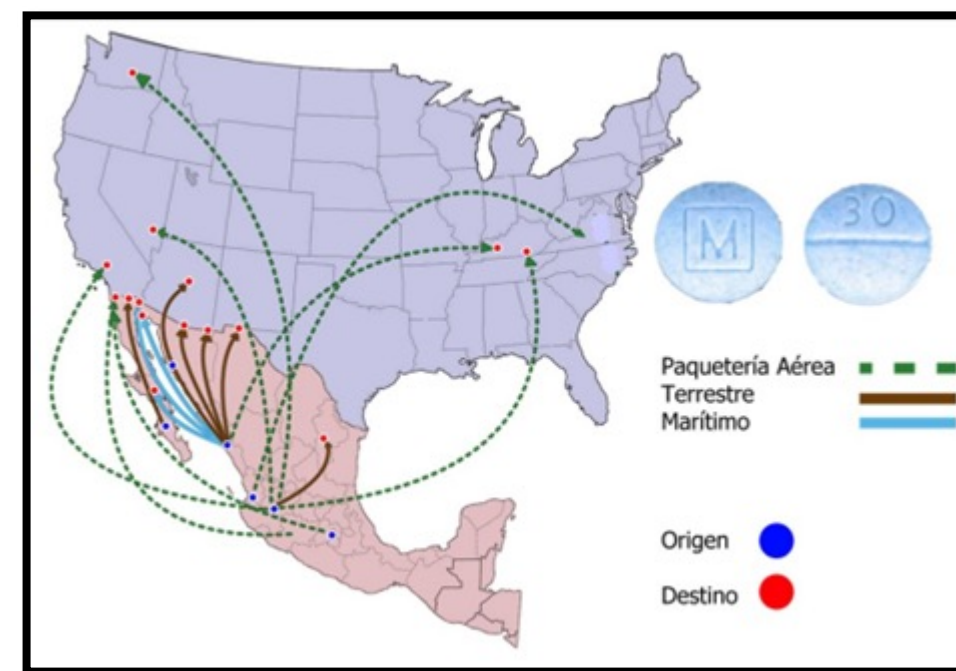 M
30
Paquetería Aérea
Terrestre
Marítimo
Origen
Destino